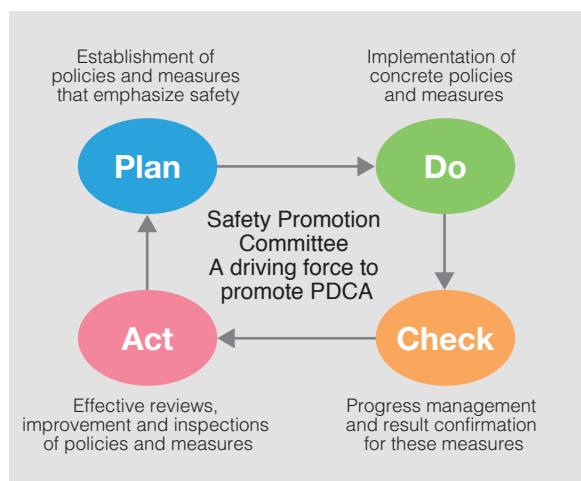 Establishment of
policies and measures
that emphasize safety
Implementation of
concrete policies
and measures
Plan
Do
Safety Promotion
Committee
A driving force to
promote PDCA
Act
Check
Effective reviews,
improvement and inspections
of policies and measures
Progress management
and result confirmation
for these measures